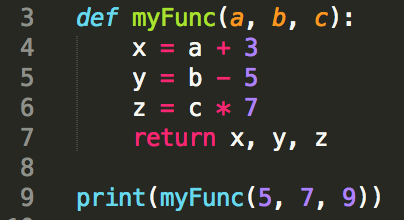 3 def myFunc(a, b, c):
4     x = a + 3
5     y = b - 5
6     z = c * 7
7     return x, y, z
8
9 print(myFunc(5, 7, 9))